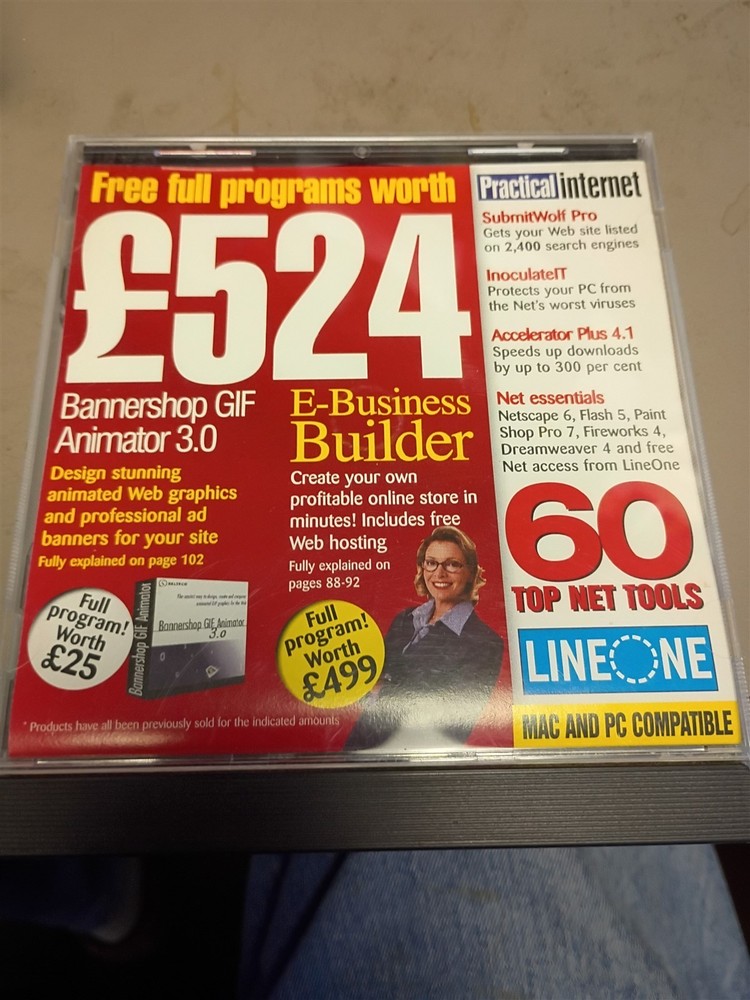 Free full programs worth
£524
Bannershop GIF
Animator 3.0
Design stunning
animated Web graphics
and professional ad
banners for your site
Fully explained on page 102
Full
program!
Worth
£25
Bannershop GIF Animator
Bannershop GIF Animator
3.0
E-Business
Builder
Create your own
profitable online store in
minutes! Includes free
Web hosting
Fully explained on
pages 88-92
Full
program!
Worth
£499
* Products have all been previously sold for the indicated amounts
Practical internet
SubmitWolf Pro
Gets your Web site listed
on 2,400 search engines
InoculateIT
Protects your PC from
the Net's worst viruses
Accelerator Plus 4.1
Speeds up downloads
by up to 300 per cent
Net essentials
Netscape 6, Flash 5, Paint
Shop Pro 7, Fireworks 4,
Dreamweaver 4 and free
Net access from LineOne
60
TOP NET TOOLS
LINEONE
MAC AND PC COMPATIBLE